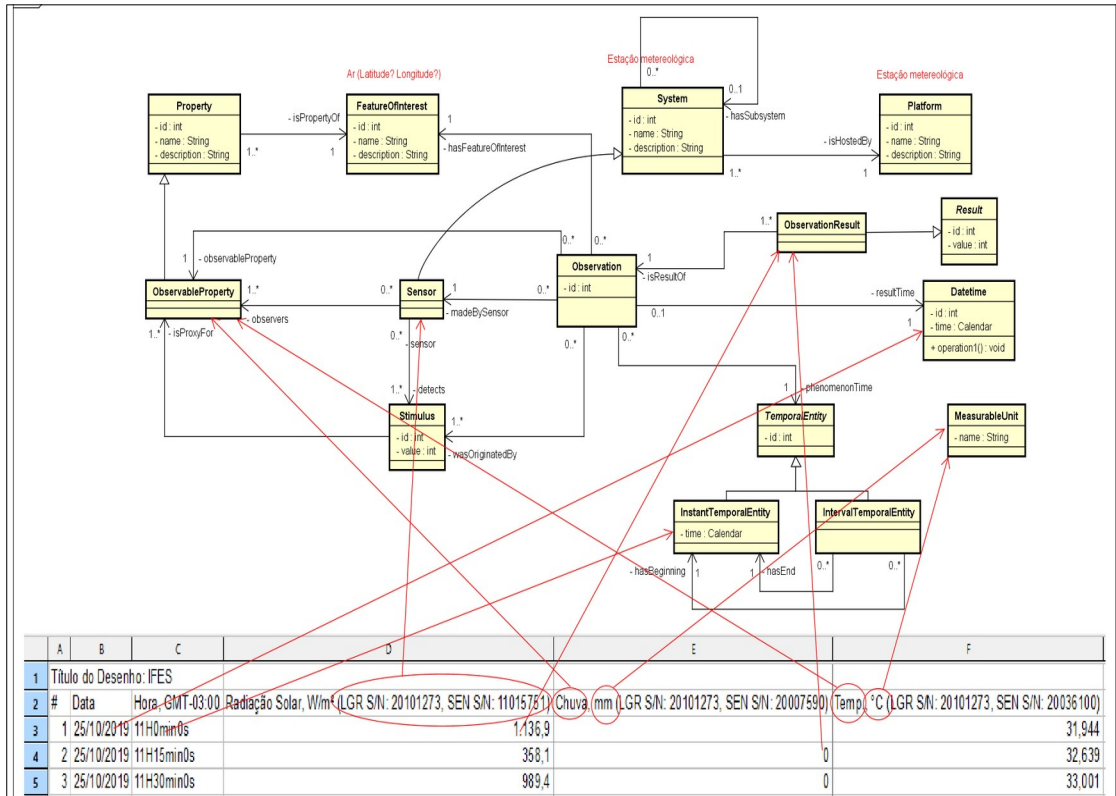 Estação metereológica
Ar (Latitude? Longitude?)
Estação metereológica
0..*
0..1
- hasSubsystem
Property
- id : int
- name : String
- description : String
- isPropertyOf
1..*
1
FeatureOfInterest
- id : int
- name : String
- description : String
1
- hasFeatureOfInterest
System
- id : int
- name : String
- description : String
- isHostedBy
1..*
1
Platform
- id : int
- name : String
- description : String
Result
- id : int
- value : int
1..*
ObservationResult
1
- isResultOf
0..*
0..*
1
- observableProperty
ObservableProperty
1..*
- observers
0..*
Sensor
1
- madeBySensor
0..*
Observation
- id : int
0..1
- resultTime
1
Datetime
- id : int
- time : Calendar
+ operation1() : void
1..*
- isProxyFor
0..*
- sensor
0..*
0..*
1..*
- detects
Stimulus
- id : int
- value : int
1..*
- wasOriginatedBy
1
- phenomenonTime
TemporalEntity
- id : int
MeasurableUnit
- name : String
InstantTemporalEntity
- time : Calendar
IntervalTemporalEntity
- hasBeginning
1
1
- hasEnd
0..*
0..*
A B C D E F
1 Título do Desenho: IFES
2 # Data Hora, GMT-03:00 Radiação Solar, W/m² (LGR S/N: 20101273, SEN S/N: 11015751) Chuva, mm (LGR S/N: 20101273, SEN S/N: 20007590) Temp, °C (LGR S/N: 20101273, SEN S/N: 20036100)
3 1 25/10/2019 11H0min0s 1.136,9 31,944
4 2 25/10/2019 11H15min0s 358,1 0 32,639
5 3 25/10/2019 11H30min0s 989,4 0 33,001